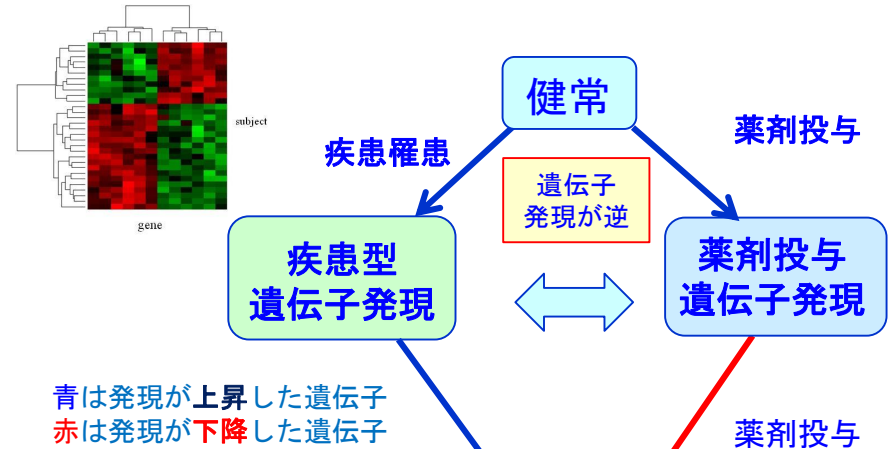 subject
gene
健常
疾患罹患
薬剤投与
遺伝子
発現が逆
疾患型
遺伝子発現
薬剤投与
遺伝子発現
青は発現が上昇した遺伝子
赤は発現が下降した遺伝子
薬剤投与